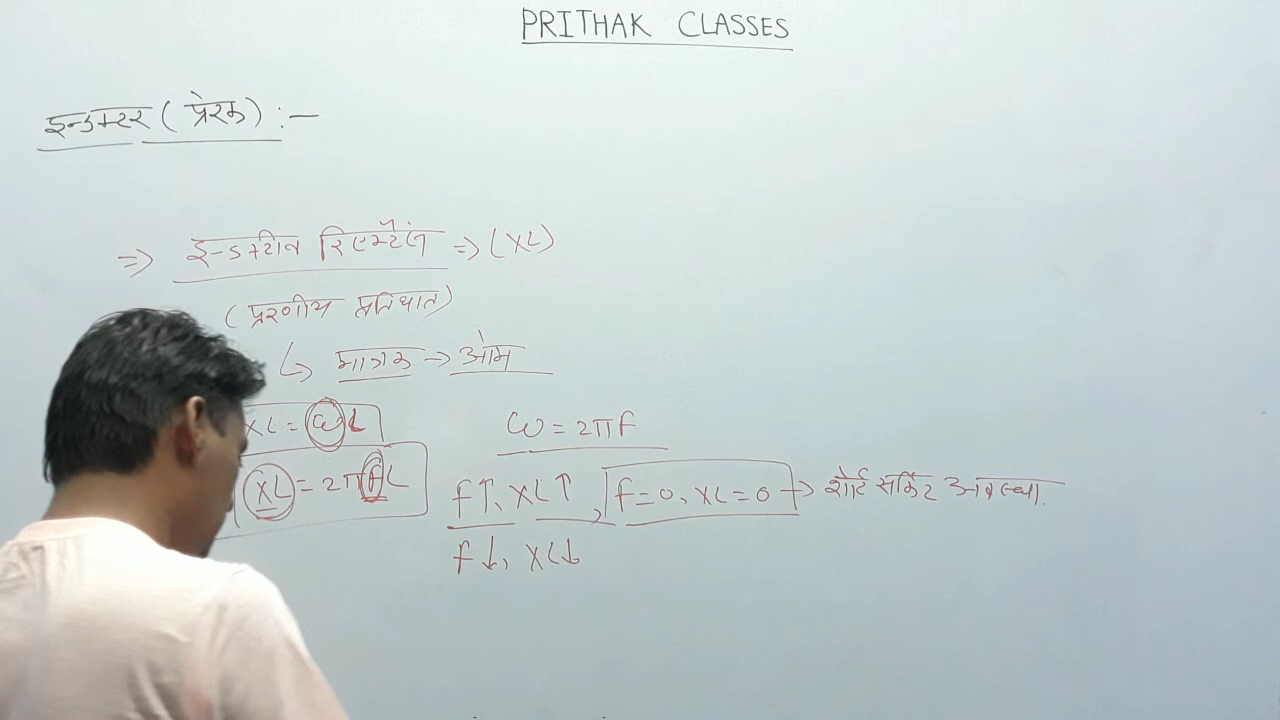 PRITHAK CLASSES
इन्डक्टर (प्रेरक) :-
⇒ इन्डक्टीव रिएक्टेंस ⇒ (XL)
(प्रेरणीय प्रतिघात)
↳ मात्रक → ओम
XL = ωL
ω = 2πf
XL = 2πfL
f↑, XL↑, f=0, XL=0 → शोर्ट सर्किट अवस्था.
f↓, XL↓